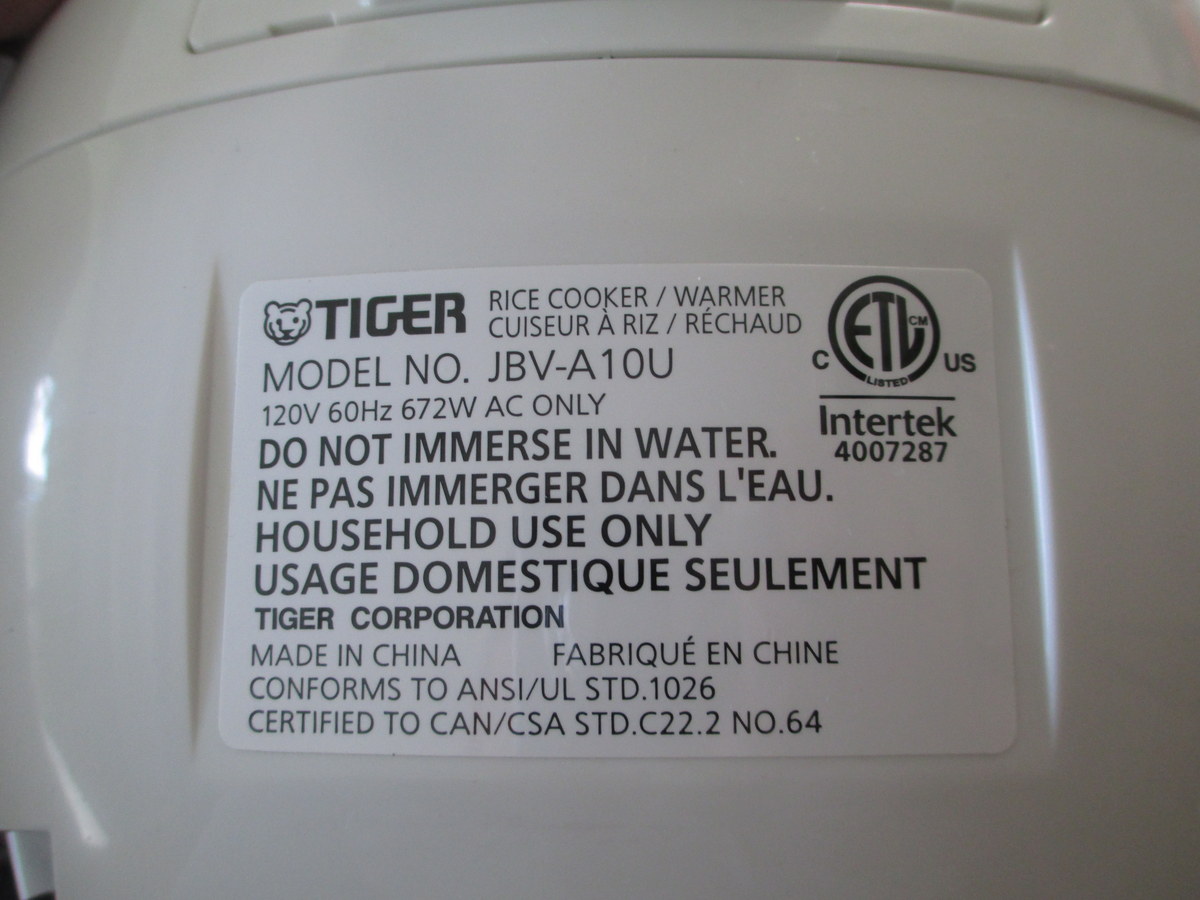 TIGER RICE COOKER / WARMER
CUISEUR À RIZ / RÉCHAUD
MODEL NO. JBV-A10U
120V 60Hz 672W AC ONLY
DO NOT IMMERSE IN WATER.
NE PAS IMMERGER DANS L'EAU.
HOUSEHOLD USE ONLY
USAGE DOMESTIQUE SEULEMENT
TIGER CORPORATION
MADE IN CHINA FABRIQUÉ EN CHINE
CONFORMS TO ANSI/UL STD.1026
CERTIFIED TO CAN/CSA STD.C22.2 NO.64
ETL CM
C LISTED US
Intertek
4007287